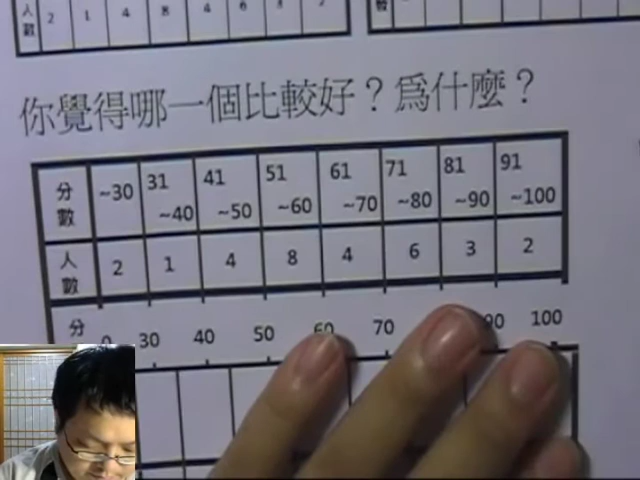 人數 2 1 4 8 4 6 3 2
你覺得哪一個比較好？為什麼？
分數 ~30 31~40 41~50 51~60 61~70 71~80 81~90 91~100
人數 2 1 4 8 4 6 3 2
分 0 30 40 50 60 70 90 100